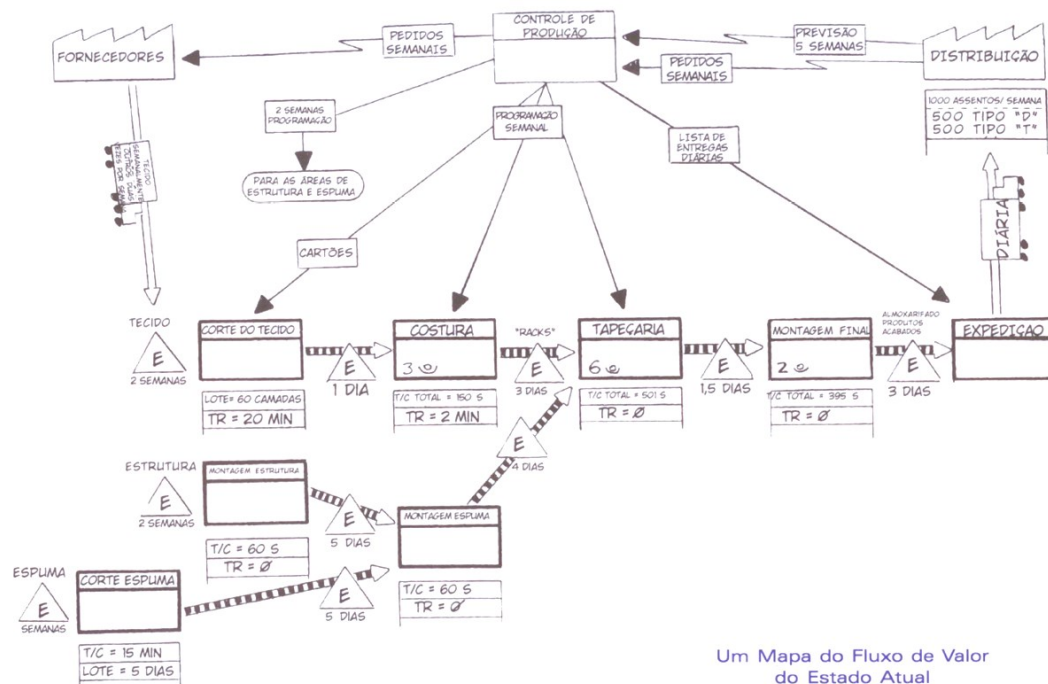 CONTROLE DE
PRODUÇÃO
FORNECEDORES
PEDIDOS
SEMANAIS
PREVISÃO
5 SEMANAS
PEDIDOS
SEMANAIS
DISTRIBUIÇÃO
1000 ASSENTOS/ SEMANA
500 TIPO "D"
500 TIPO "T"
2 SEMANAS
PROGRAMAÇÃO
PROGRAMAÇÃO
SEMANAL
LISTA DE
ENTREGAS
DIÁRIAS
PARA AS ÁREAS DE
ESTRUTURA E ESPUMA
TECIDO
SEMANALMENTE
DIÁRIA
CARTÕES
TECIDO
E
2 SEMANAS
CORTE DO TECIDO
LOTE= 60 CAMADAS
TR = 20 MIN
E
1 DIA
COSTURA
3
T/C TOTAL = 150 S
TR = 2 MIN
"RACKS"
E
3 DIAS
TAPEÇARIA
6
T/C TOTAL = 501 S
TR = Ø
E
1,5 DIAS
MONTAGEM FINAL
2
T/C TOTAL = 395 S
TR = Ø
ALMOXARIFADO
PRODUTOS
ACABADOS
E
3 DIAS
EXPEDIÇAO
E
4 DIAS
ESTRUTURA
E
2 SEMANAS
MONTAGEM ESTRUTURA
T/C = 60 S
TR = Ø
E
5 DIAS
MONTAGEM ESPUMA
T/C = 60 S
TR = Ø
ESPUMA
E
SEMANAS
CORTE ESPUMA
T/C = 15 MIN
LOTE = 5 DIAS
E
5 DIAS
Um Mapa do Fluxo de Valor
do Estado Atual